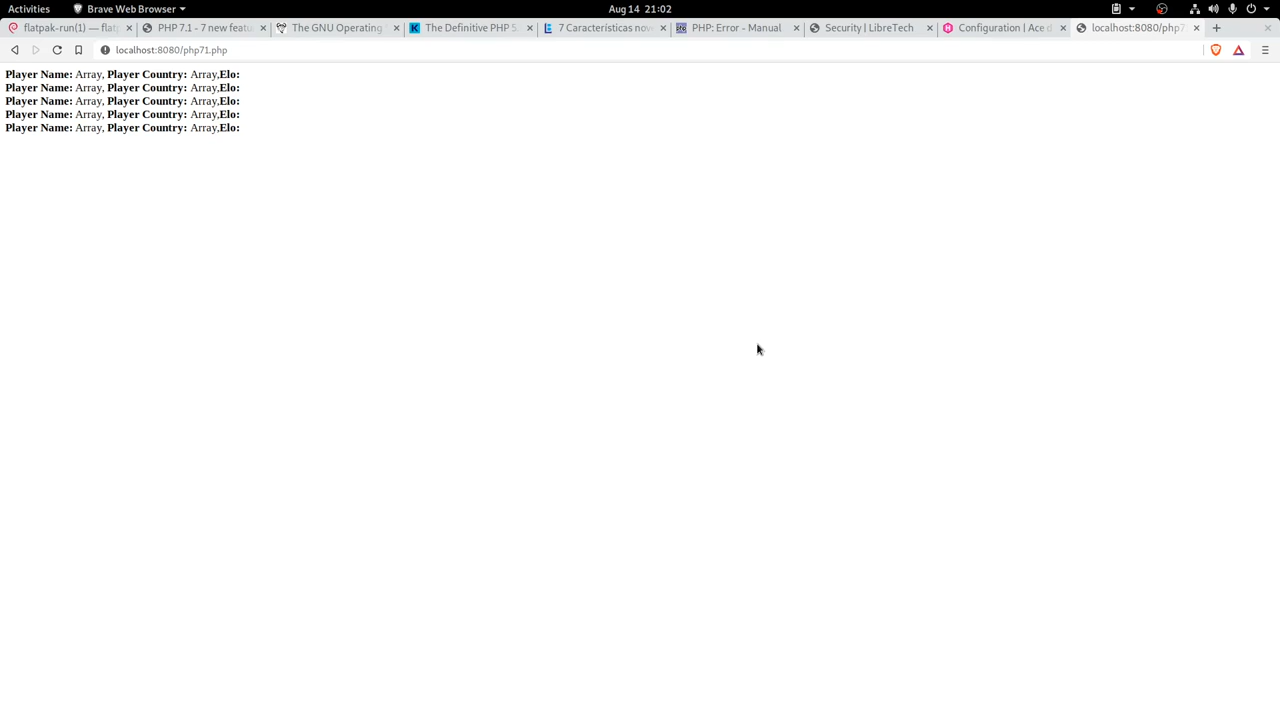 Activities Brave Web Browser Aug 14 21:02
flatpak-run(1) — flatp PHP 7.1 - 7 new featu The GNU Operating The Definitive PHP 5 7 Características nov PHP: Error - Manual Security | LibreTech Configuration | Ace d localhost:8080/php7
localhost:8080/php71.php
Player Name: Array, Player Country: Array,Elo:
Player Name: Array, Player Country: Array,Elo:
Player Name: Array, Player Country: Array,Elo:
Player Name: Array, Player Country: Array,Elo:
Player Name: Array, Player Country: Array,Elo: